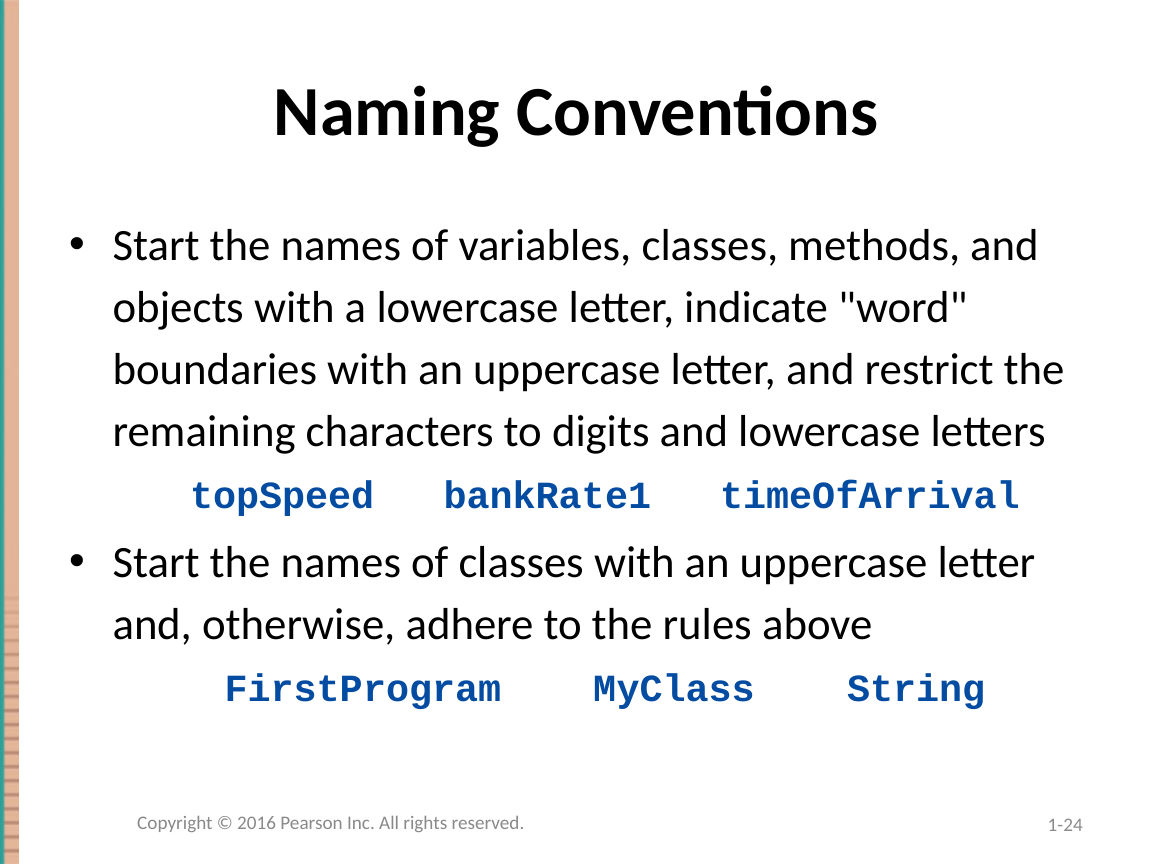 Naming Conventions
• Start the names of variables, classes, methods, and
objects with a lowercase letter, indicate "word"
boundaries with an uppercase letter, and restrict the
remaining characters to digits and lowercase letters
topSpeed bankRate1 timeOfArrival
• Start the names of classes with an uppercase letter
and, otherwise, adhere to the rules above
FirstProgram MyClass String
Copyright © 2016 Pearson Inc. All rights reserved.
1-24